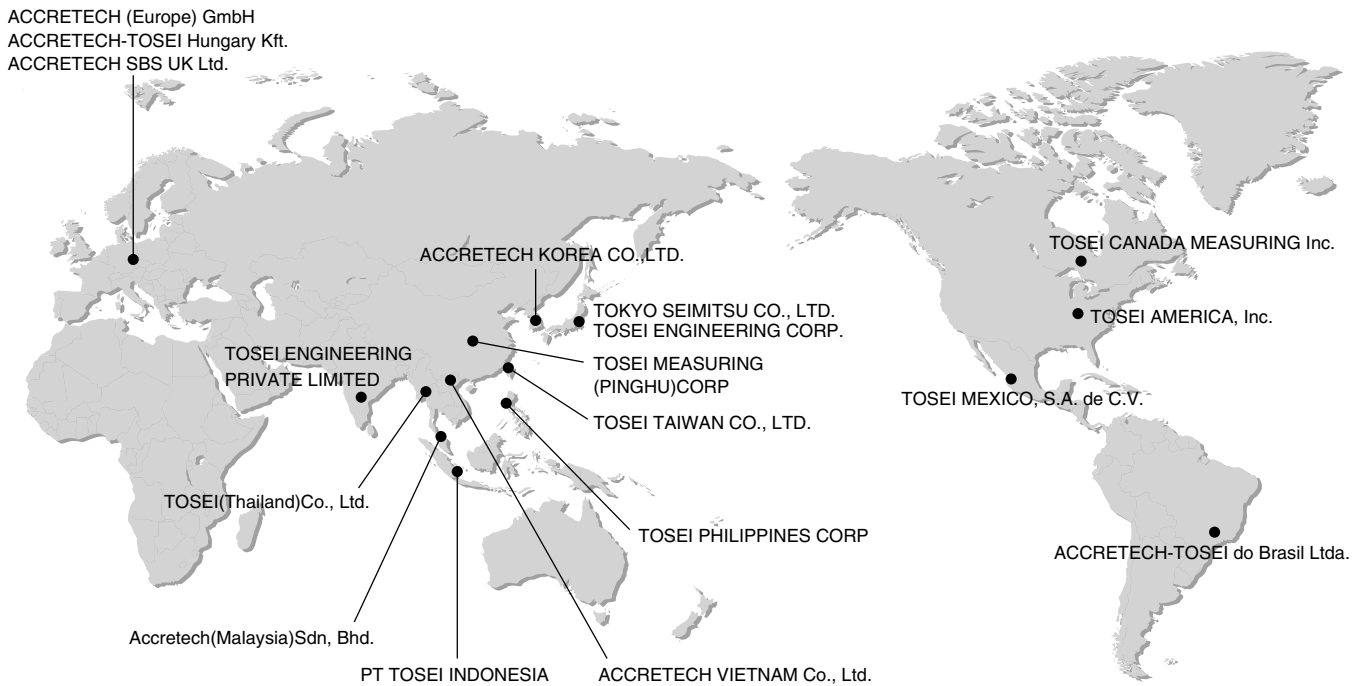 ACCRETECH (Europe) GmbH
ACCRETECH-TOSEI Hungary Kft.
ACCRETECH SBS UK Ltd.
TOSEI CANADA MEASURING Inc.
ACCRETECH KOREA CO.,LTD.
TOKYO SEIMITSU CO., LTD.
TOSEI ENGINEERING CORP.
TOSEI AMERICA, Inc.
TOSEI ENGINEERING
PRIVATE LIMITED
TOSEI MEASURING
(PINGHU)CORP
TOSEI MEXICO, S.A. de C.V.
TOSEI TAIWAN CO., LTD.
TOSEI(Thailand)Co., Ltd.
TOSEI PHILIPPINES CORP
ACCRETECH-TOSEI do Brasil Ltda.
Accretech(Malaysia)Sdn, Bhd.
PT TOSEI INDONESIA
ACCRETECH VIETNAM Co., Ltd.